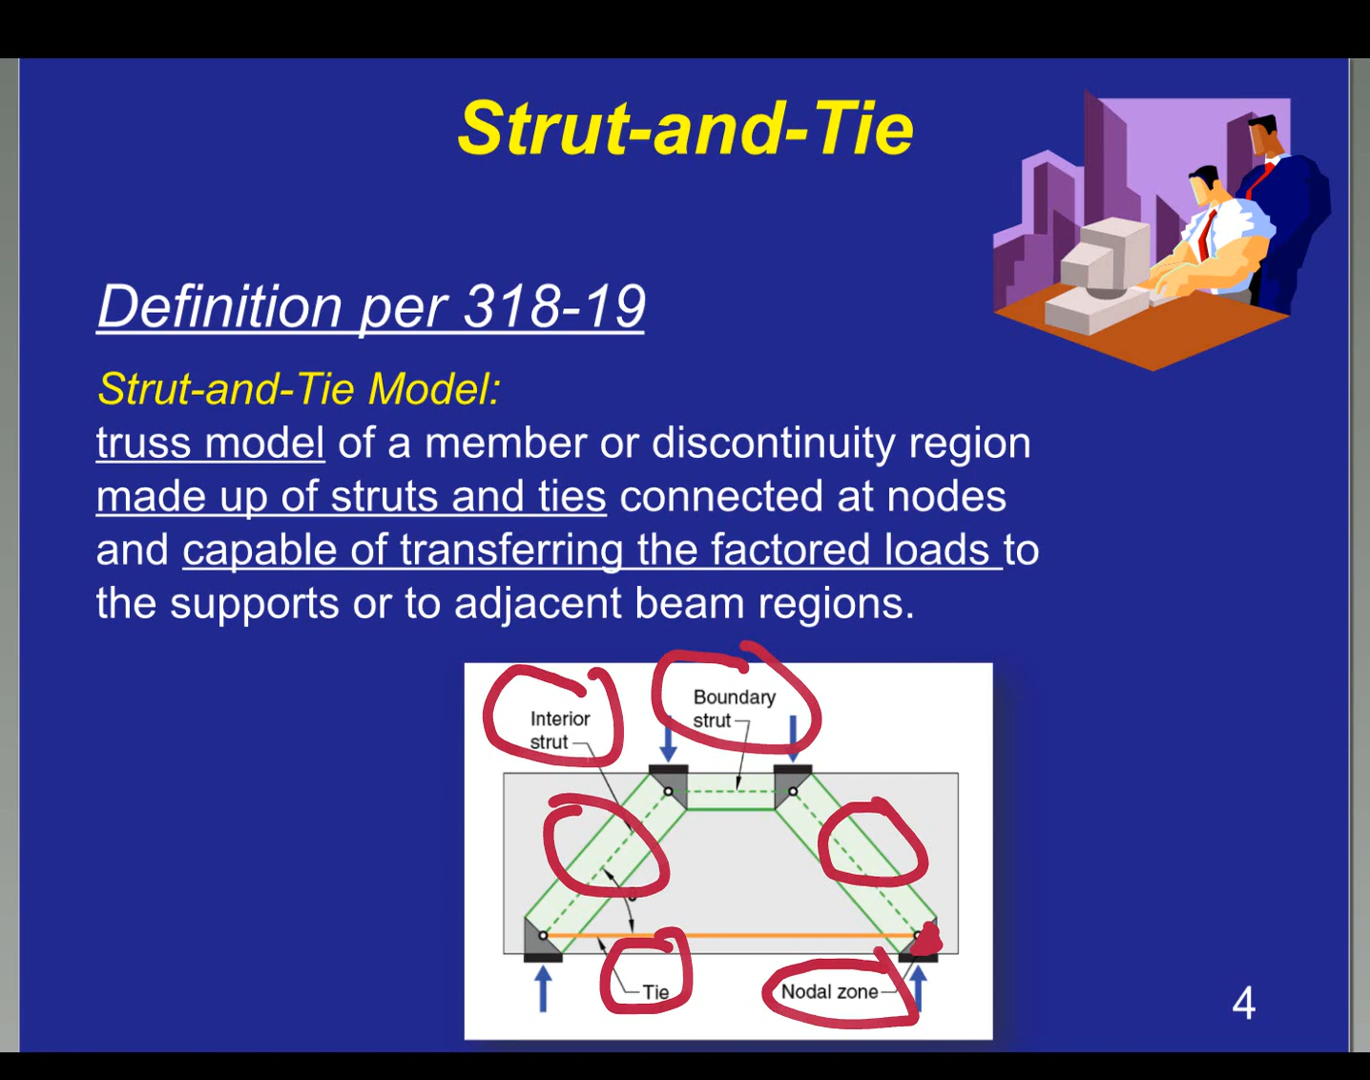 Strut-and-Tie
Definition per 318-19
Strut-and-Tie Model:
truss model of a member or discontinuity region
made up of struts and ties connected at nodes
and capable of transferring the factored loads to
the supports or to adjacent beam regions.
Interior
strut
Boundary
strut
Tie
Nodal zone
4